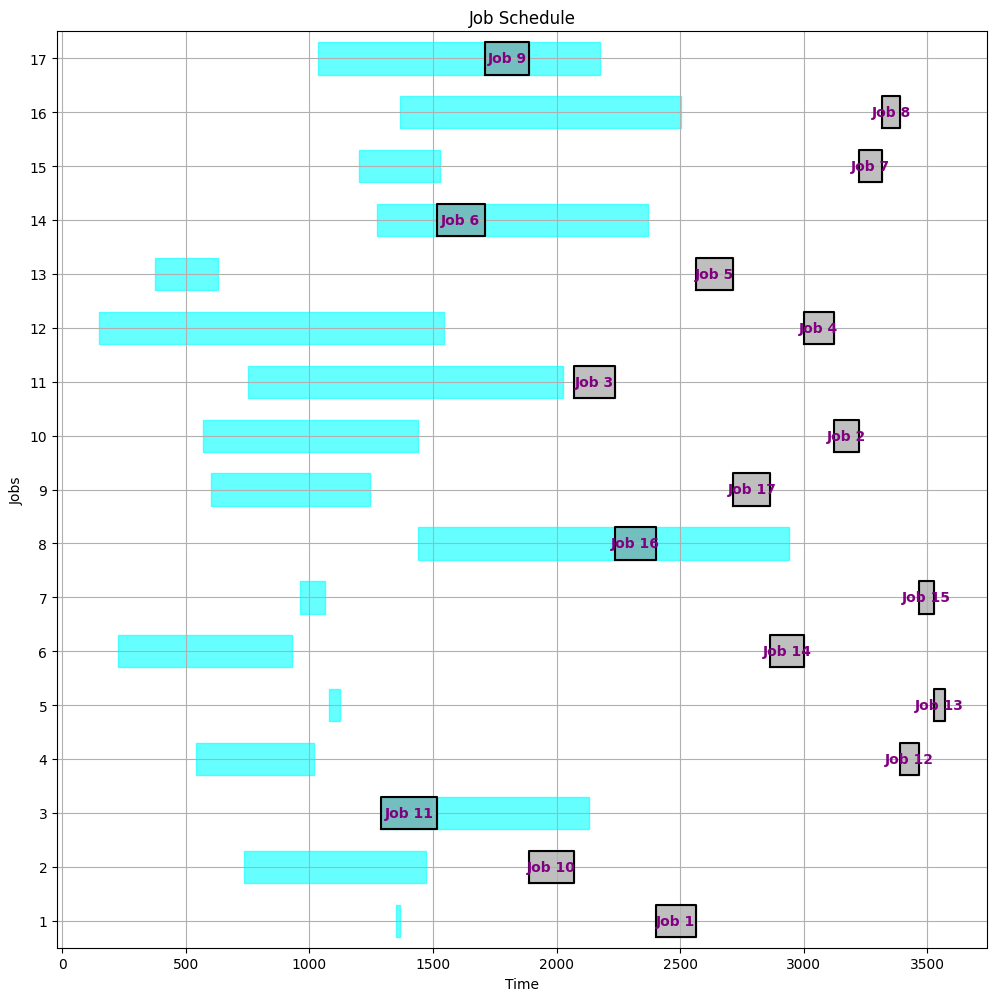 Job Schedule
17
Job 9
16
Job 8
15
Job 7
14
Job 6
13
Job 5
12
Job 4
11
Job 3
10
Job 2
9
Job 17
8
Job 16
7
Job 15
6
Job 14
5
Job 13
4
Job 12
3
Job 11
2
Job 10
1
Job 1
Jobs
0 500 1000 1500 2000 2500 3000 3500
Time